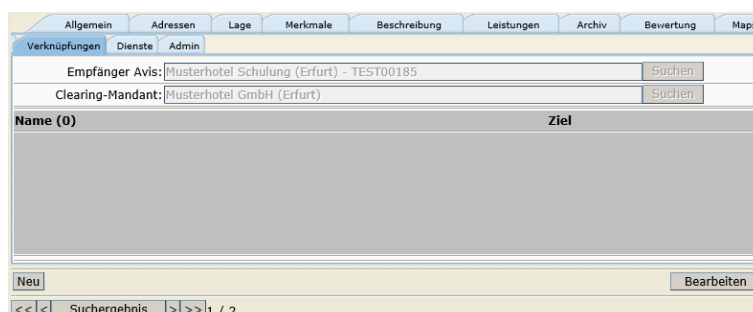 Allgemein Adressen Lage Merkmale Beschreibung Leistungen Archiv Bewertung Maps
Verknüpfungen Dienste Admin
Empfänger Avis: Musterhotel Schulung (Erfurt) - TEST00185 Suchen
Clearing-Mandant: Musterhotel GmbH (Erfurt) Suchen
Name (0) Ziel
Neu Bearbeiten
<< < Suchergebnis > >> 1 / 2